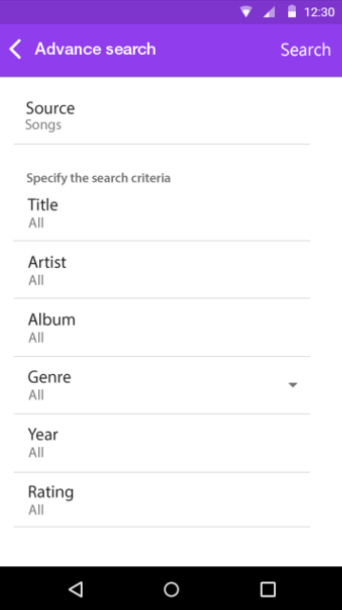 12:30
Advance search Search
Source
Songs
Specify the search criteria
Title
All
Artist
All
Album
All
Genre
All
Year
All
Rating
All